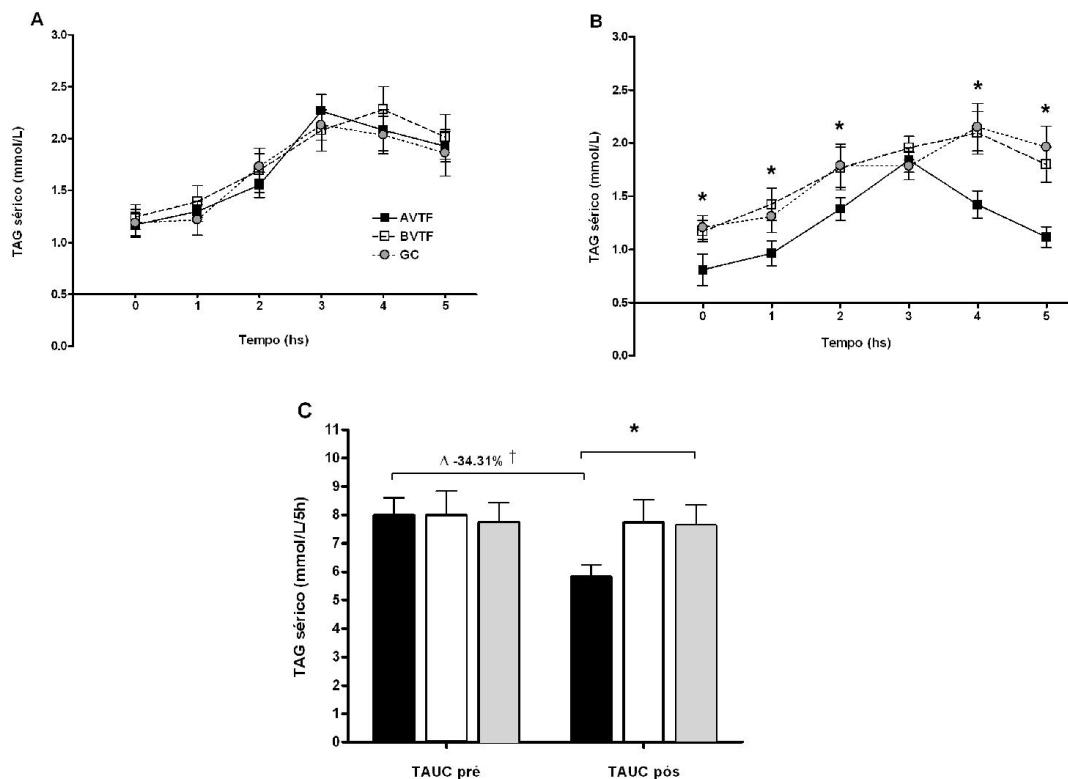 A
TAG sérico (mmol/L)
3.0
2.5
2.0
1.5
1.0
0.5
0.0
AVTF
BVTF
GC
0 1 2 3 4 5
Tempo (hs)
B
TAG sérico (mmol/L)
3.0
2.5
2.0
1.5
1.0
0.5
0.0
* * * * *
0 1 2 3 4 5
Tempo (hs)
C
TAG sérico (mmol/L/5h)
11
10
9
8
7
6
5
4
3
2
1
0
Δ -34.31% †
*
TAUC pré TAUC pós